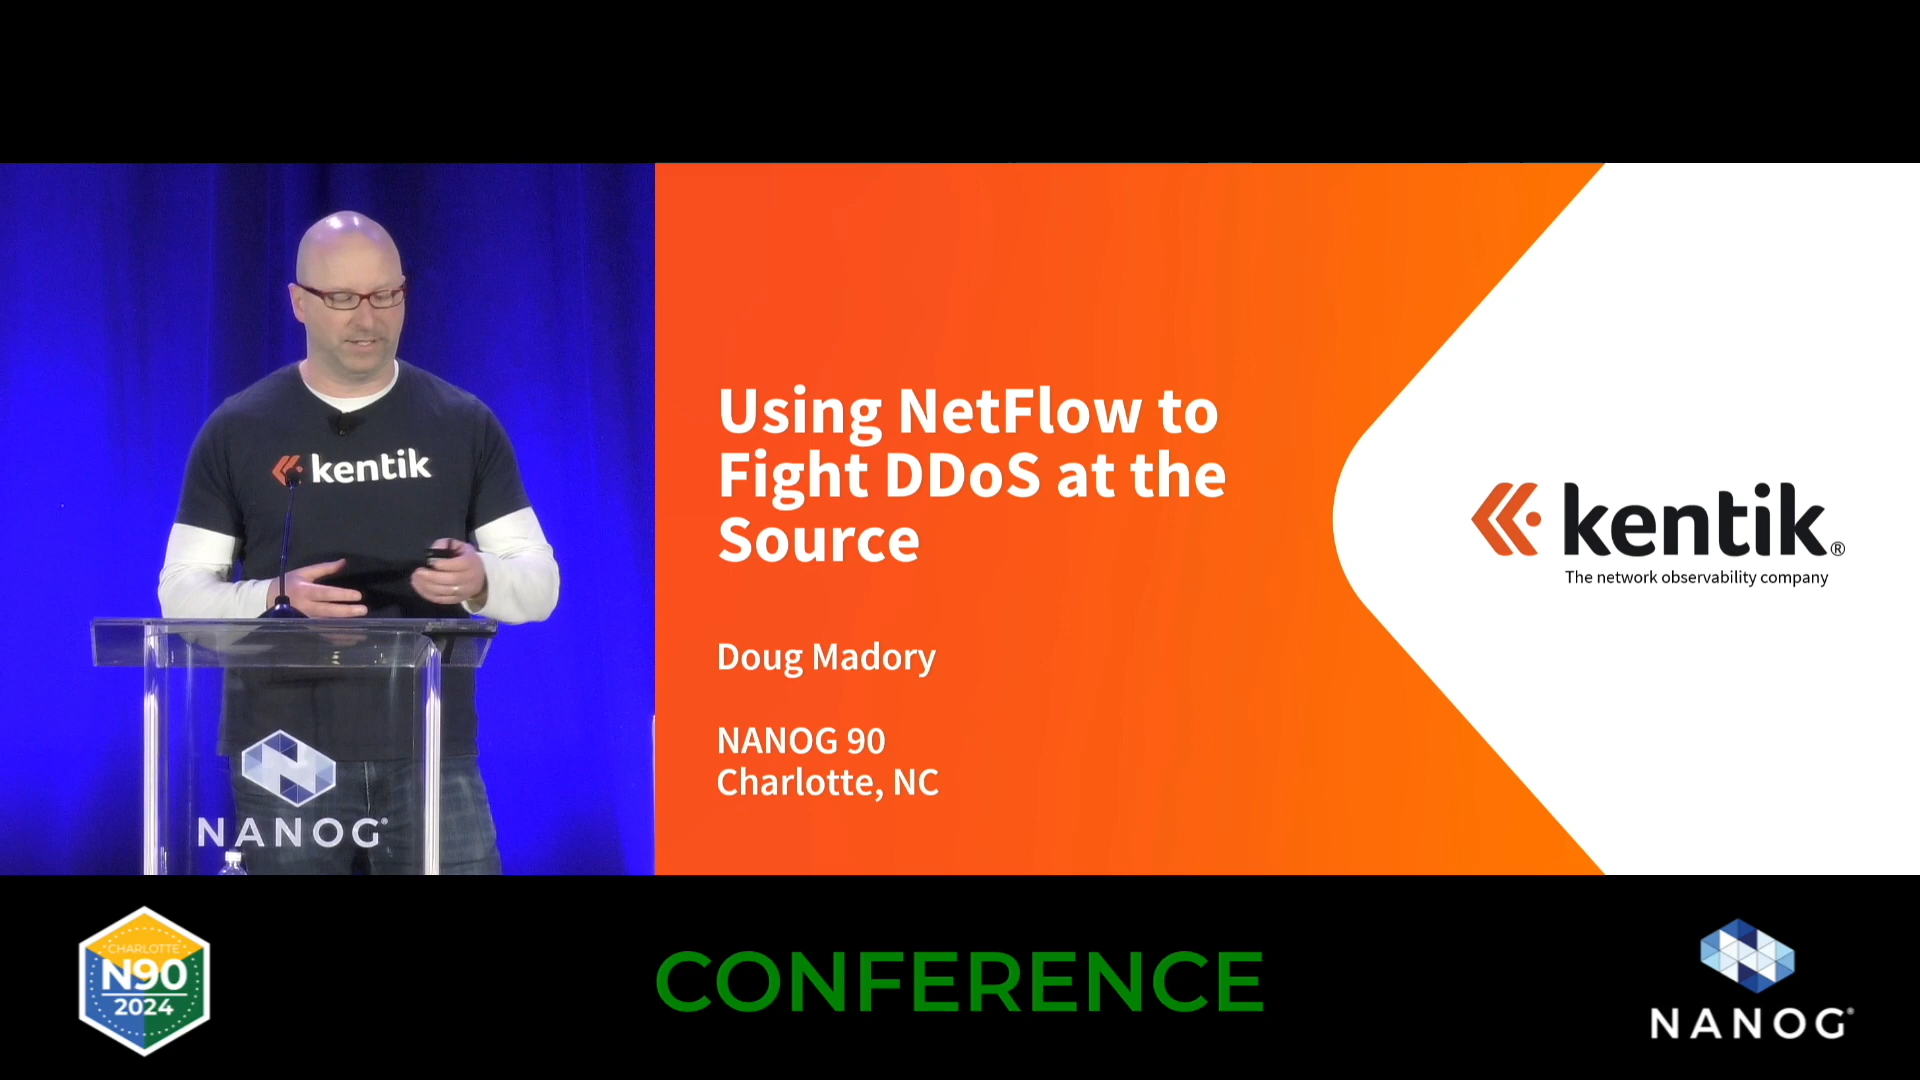 kentik
NANOG®
Using NetFlow to
Fight DDoS at the
Source
Doug Madory
NANOG 90
Charlotte, NC
kentik®
The network observability company
CHARLOTTE
N90
2024
CONFERENCE
NANOG®